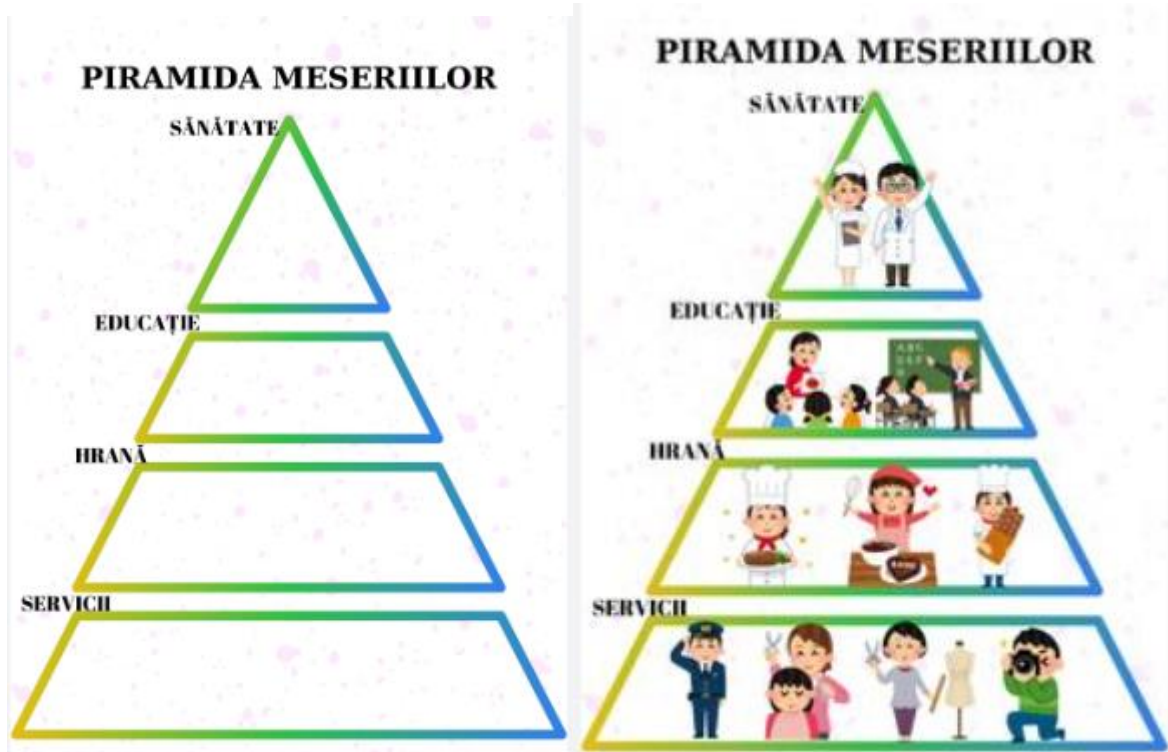 PIRAMIDA MESERIILOR
SĂNĂTATE
EDUCAȚIE
HRANĂ
SERVICII
PIRAMIDA MESERIILOR
SĂNĂTATE
EDUCAȚIE
A B C
HRANĂ
SERVICII